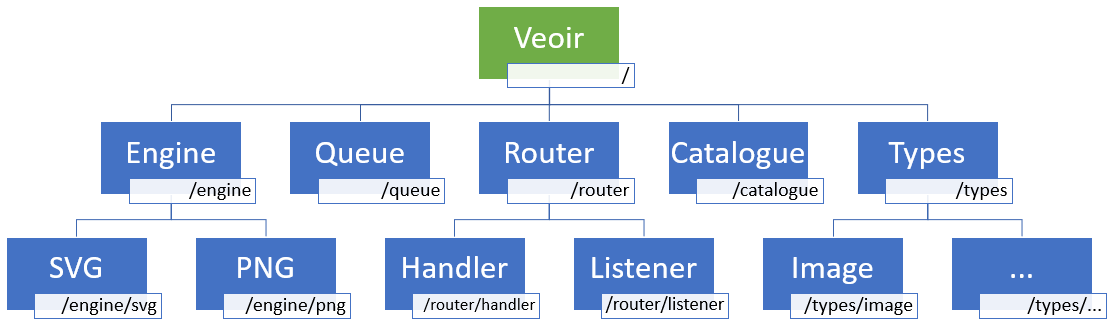 Veoir
/
Engine
/engine
Queue
/queue
Router
/router
Catalogue
/catalogue
Types
/types
SVG
/engine/svg
PNG
/engine/png
Handler
/router/handler
Listener
/router/listener
Image
/types/image
...
/types/...